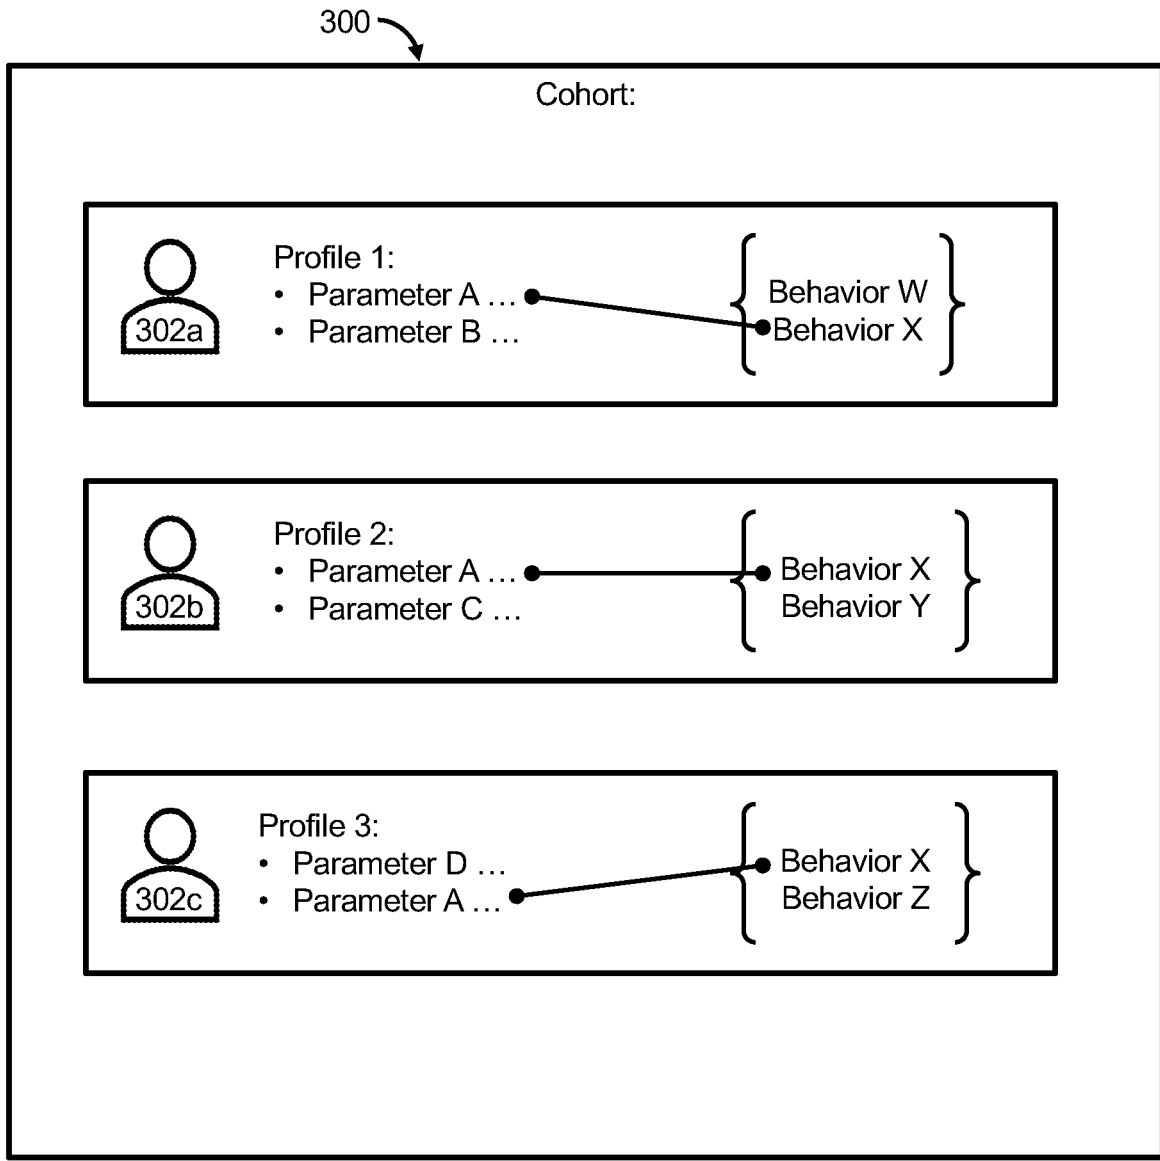 300
Cohort:
Profile 1:
• Parameter A ...
• Parameter B ...
302a
Behavior W
Behavior X
Profile 2:
• Parameter A ...
• Parameter C ...
302b
Behavior X
Behavior Y
Profile 3:
• Parameter D ...
• Parameter A ...
302c
Behavior X
Behavior Z